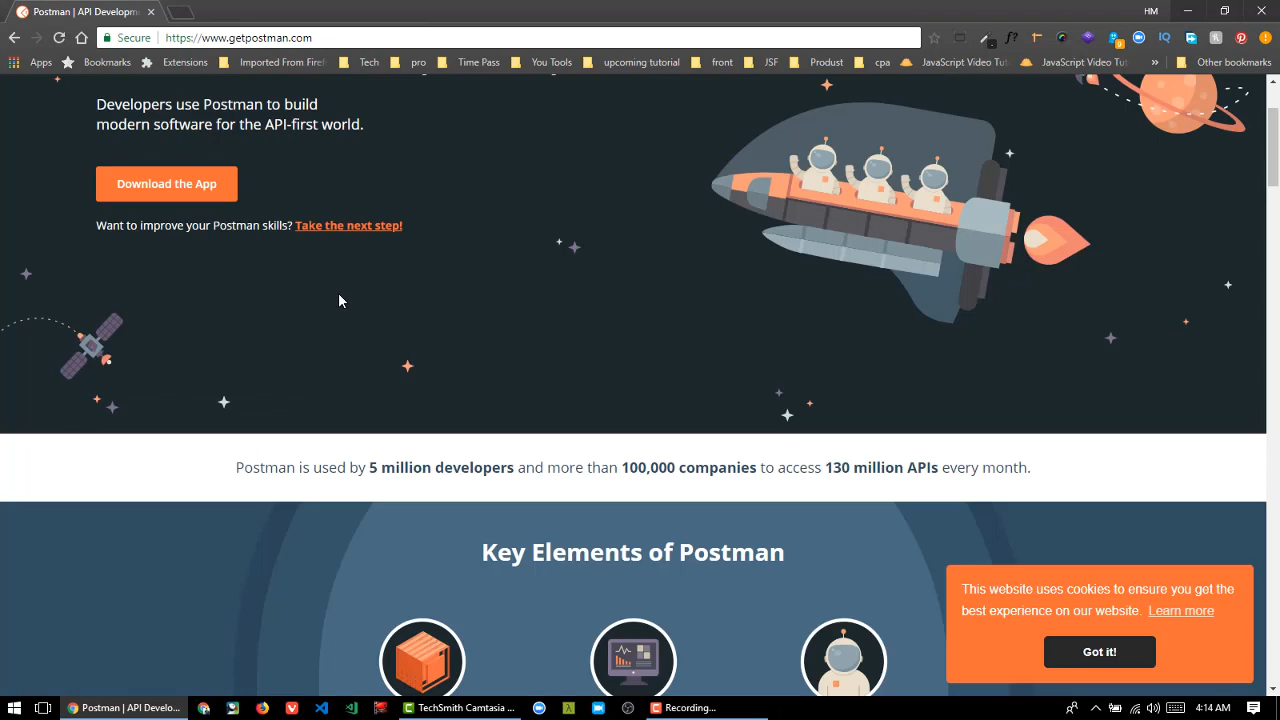 Postman | API Developm
HM
Secure
https://www.getpostman.com
f?
IQ
9
Apps
Bookmarks
Extensions
Imported From Firef
Tech
pro
Time Pass
You Tools
upcoming tutorial
front
JSF
Produst
cpa
JavaScript Video Tut
JavaScript Video Tut
»
Other bookmarks
Developers use Postman to build
modern software for the API-first world.
Download the App
Want to improve your Postman skills? Take the next step!
Postman is used by 5 million developers and more than 100,000 companies to access 130 million APIs every month.
Key Elements of Postman
This website uses cookies to ensure you get the
best experience on our website. Learn more
Got it!
Postman | API Develo...
TechSmith Camtasia ...
Recording...
4:14 AM